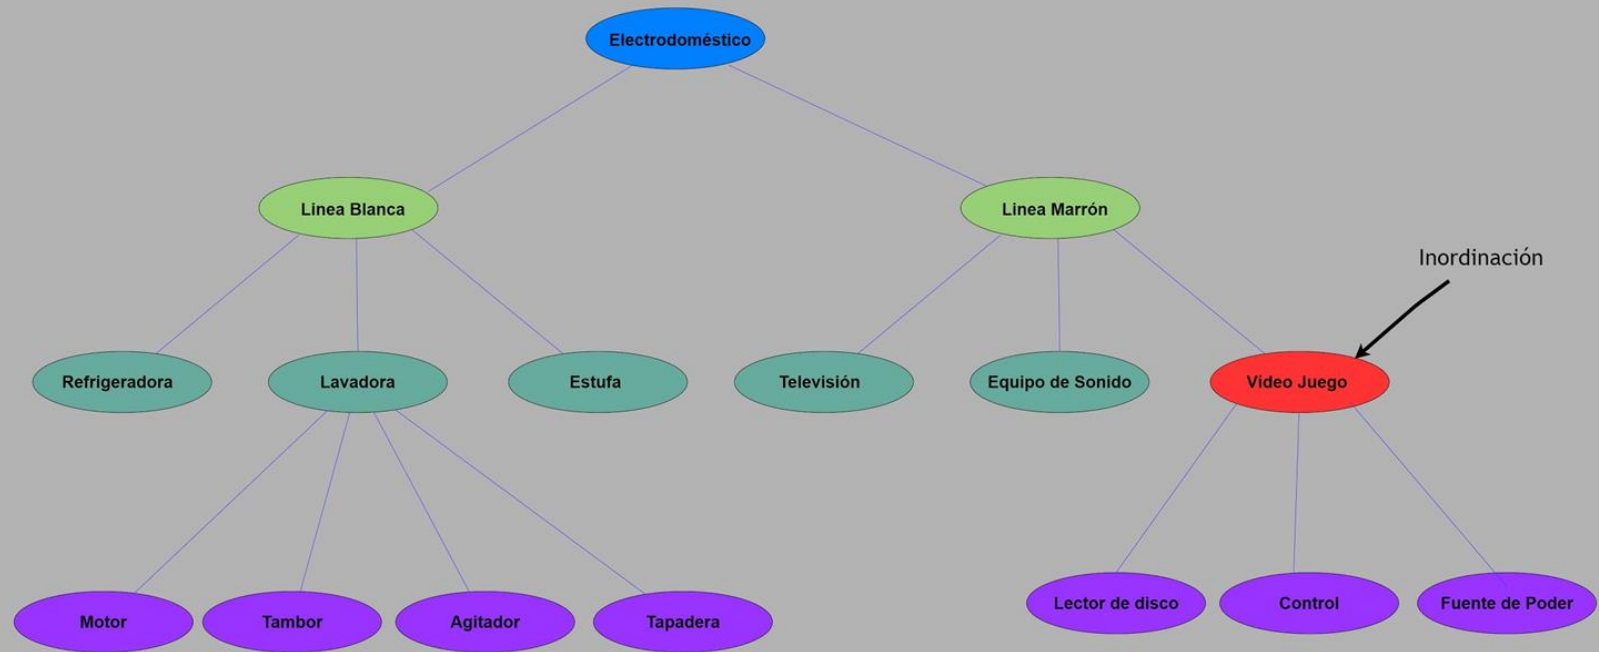 Electrodoméstico
Linea Blanca
Linea Marrón
Inordinación
Refrigeradora
Lavadora
Estufa
Televisión
Equipo de Sonido
Video Juego
Motor
Tambor
Agitador
Tapadera
Lector de disco
Control
Fuente de Poder